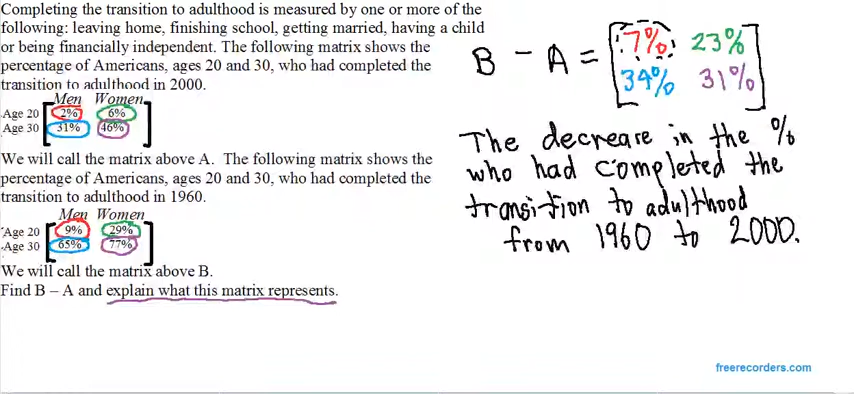 Completing the transition to adulthood is measured by one or more of the
following: leaving home, finishing school, getting married, having a child
or being financially independent. The following matrix shows the
percentage of Americans, ages 20 and 30, who had completed the
transition to adulthood in 2000.
Men Women
Age 20 2% 6%
Age 30 31% 46%
We will call the matrix above A. The following matrix shows the
percentage of Americans, ages 20 and 30, who had completed the
transition to adulthood in 1960.
Men Women
Age 20 9% 29%
Age 30 65% 77%
We will call the matrix above B.
Find B – A and explain what this matrix represents.
B - A = 7% 23%
34% 31%
The decrease in the %
who had completed the
transition to adulthood
from 1960 to 2000.
freerecorders.com